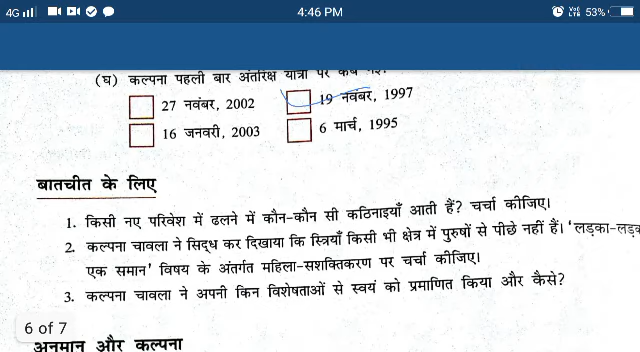 4G 4:46 PM VoD LTE 53%
(घ) कल्पना पहली बार अंतरिक्ष यात्रा पर कब गई?
27 नवंबर, 2002 19 नवंबर, 1997
16 जनवरी, 2003 6 मार्च, 1995
बातचीत के लिए
1. किसी नए परिवेश में ढलने में कौन-कौन सी कठिनाइयाँ आती हैं? चर्चा कीजिए।
2. कल्पना चावला ने सिद्ध कर दिखाया कि स्त्रियाँ किसी भी क्षेत्र में पुरुषों से पीछे नहीं हैं। 'लड़का-लड़क
एक समान' विषय के अंतर्गत महिला-सशक्तिकरण पर चर्चा कीजिए।
3. कल्पना चावला ने अपनी किन विशेषताओं से स्वयं को प्रमाणित किया और कैसे?
6 of 7
अनुमान और कल्पना